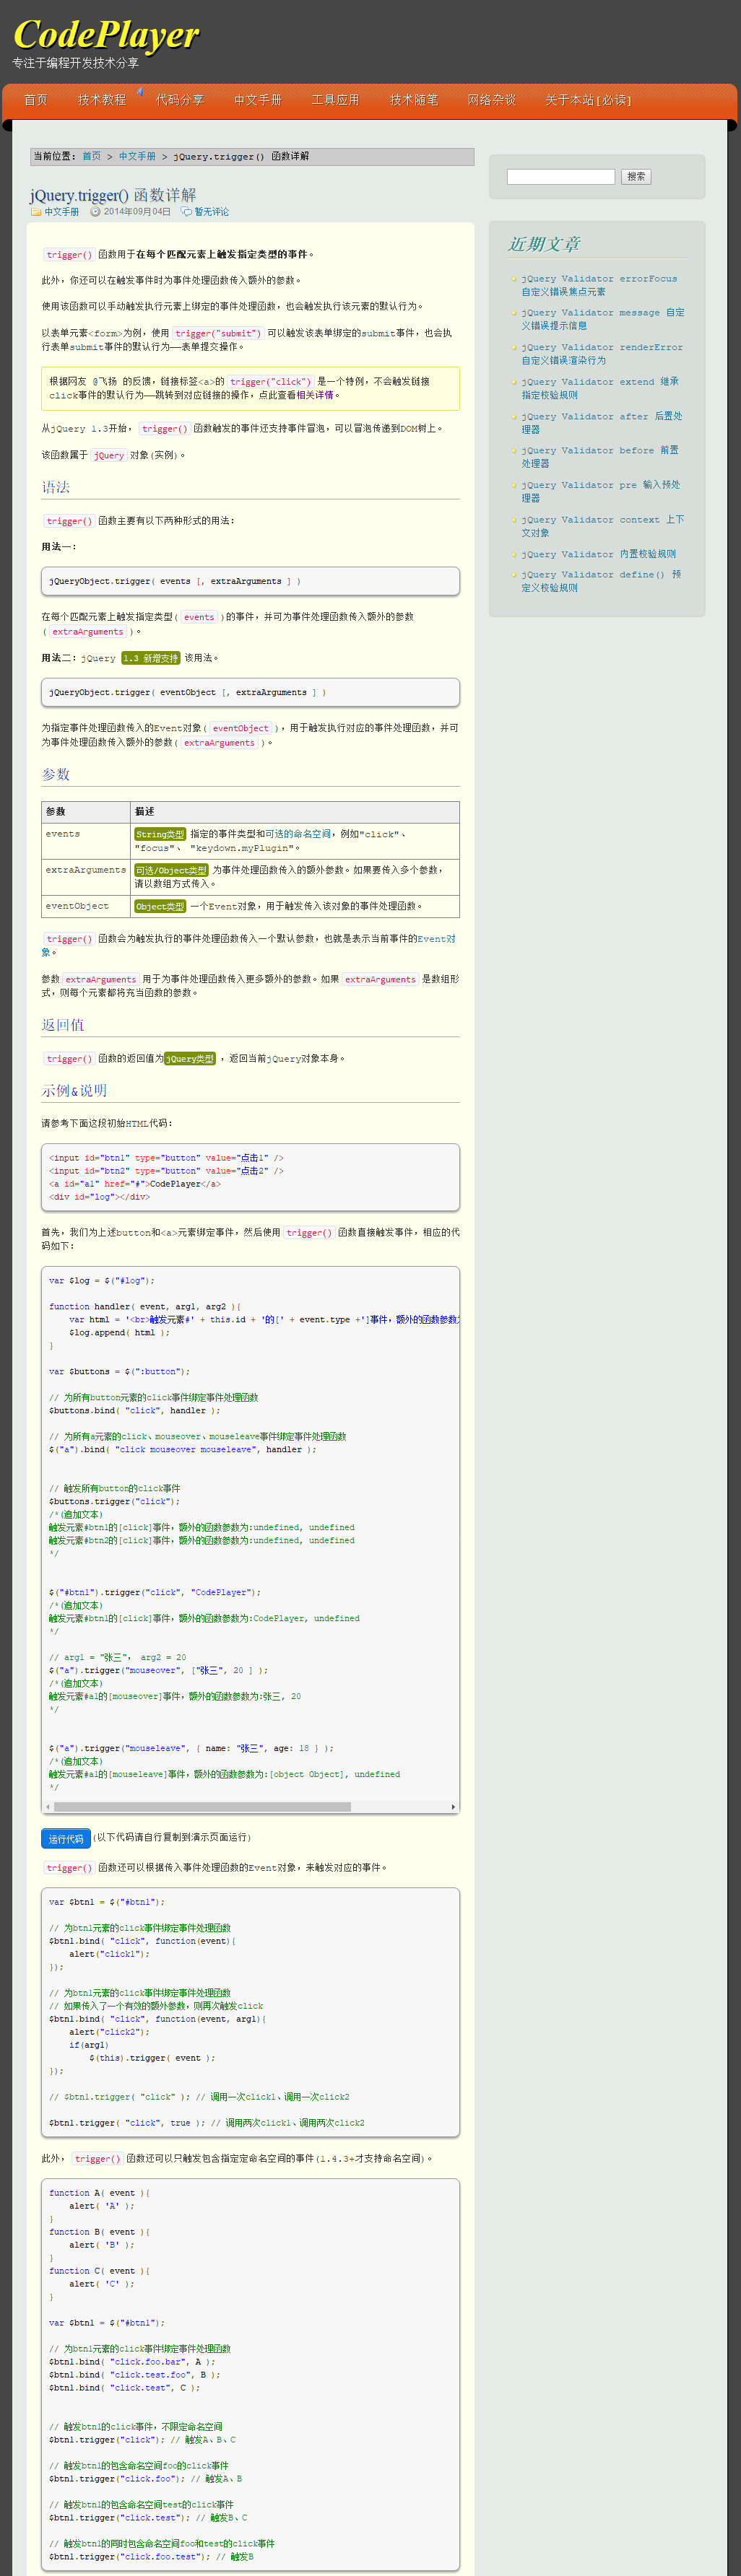 CodePlayer
专注于编程开发技术分享
首页 技术教程 代码分享 中文手册 工具应用 技术随笔 网络杂谈 关于本站[必读]
当前位置: 首页 > 中文手册 > jQuery.trigger() 函数详解
jQuery.trigger() 函数详解
中文手册 2014年09月04日 暂无评论
trigger() 函数用于在每个匹配元素上触发指定类型的事件。
此外，你还可以在触发事件时为事件处理函数传入额外的参数。
使用该函数可以手动触发执行元素上绑定的事件处理函数，也会触发执行该元素的默认行为。
以表单元素<form>为例，使用 trigger("submit") 可以触发该表单绑定的submit事件，也会执
行表单submit事件的默认行为——表单提交操作。
根据网友 @飞扬 的反馈，链接标签<a>的 trigger("click") 是一个特例，不会触发链接
click事件的默认行为——跳转到对应链接的操作，点此查看相关详情。
从jQuery 1.3开始， trigger() 函数触发的事件还支持事件冒泡，可以冒泡传递到DOM树上。
该函数属于 jQuery 对象(实例)。
语法
trigger() 函数主要有以下两种形式的用法：
用法一：
jQueryObject.trigger( events [, extraArguments ] )
在每个匹配元素上触发指定类型( events )的事件，并可为事件处理函数传入额外的参数
( extraArguments )。
用法二：jQuery 1.3 新增支持 该用法。
jQueryObject.trigger( eventObject [, extraArguments ] )
为指定事件处理函数传入的Event对象( eventObject )，用于触发执行对应的事件处理函数，并可
为事件处理函数传入额外的参数( extraArguments )。
参数
参数 描述
events String类型 指定的事件类型和可选的命名空间，例如"click"、
"focus"、 "keydown.myPlugin"。
extraArguments 可选/Object类型 为事件处理函数传入的额外参数。如果要传入多个参数，
请以数组方式传入。
eventObject Object类型 一个Event对象，用于触发传入该对象的事件处理函数。
trigger() 函数会为触发执行的事件处理函数传入一个默认参数，也就是表示当前事件的Event对
象。
参数 extraArguments 用于为事件处理函数传入更多额外的参数。如果 extraArguments 是数组形
式，则每个元素都将充当函数的参数。
返回值
trigger() 函数的返回值为jQuery类型 ，返回当前jQuery对象本身。
示例&说明
请参考下面这段初始HTML代码：
<input id="btn1" type="button" value="点击1" />
<input id="btn2" type="button" value="点击2" />
<a id="a1" href="#">CodePlayer</a>
<div id="log"></div>
首先，我们为上述button和<a>元素绑定事件，然后使用 trigger() 函数直接触发事件，相应的代
码如下：
var $log = $("#log");
function handler( event, arg1, arg2 ){
var html = '<br>触发元素#' + this.id + '的[' + event.type +']事件，额外的函数参数为
$log.append( html );
}
var $buttons = $(":button");
// 为所有button元素的click事件绑定事件处理函数
$buttons.bind( "click", handler );
// 为所有a元素的click、mouseover、mouseleave事件绑定事件处理函数
$("a").bind( "click mouseover mouseleave", handler );
// 触发所有button的click事件
$buttons.trigger("click");
/*(追加文本)
触发元素#btn1的[click]事件，额外的函数参数为:undefined, undefined
触发元素#btn2的[click]事件，额外的函数参数为:undefined, undefined
*/
$("#btn1").trigger("click", "CodePlayer");
/*(追加文本)
触发元素#btn1的[click]事件，额外的函数参数为:CodePlayer, undefined
*/
// arg1 = "张三"， arg2 = 20
$("a").trigger("mouseover", ["张三", 20 ] );
/*(追加文本)
触发元素#a1的[mouseover]事件，额外的函数参数为:张三, 20
*/
$("a").trigger("mouseleave", { name: "张三", age: 18 } );
/*(追加文本)
触发元素#a1的[mouseleave]事件，额外的函数参数为:[object Object], undefined
*/
运行代码 (以下代码请自行复制到演示页面运行)
trigger() 函数还可以根据传入事件处理函数的Event对象，来触发对应的事件。
var $btn1 = $("#btn1");
// 为btn1元素的click事件绑定事件处理函数
$btn1.bind( "click", function(event){
alert("click1");
});
// 为btn1元素的click事件绑定事件处理函数
// 如果传入了一个有效的额外参数，则再次触发click
$btn1.bind( "click", function(event, arg1){
alert("click2");
if(arg1)
$(this).trigger( event );
});
// $btn1.trigger( "click" ); // 调用一次click1、调用一次click2
$btn1.trigger( "click", true ); // 调用两次click1、调用两次click2
此外， trigger() 函数还可以只触发包含指定定命名空间的事件(1.4.3+才支持命名空间)。
function A( event ){
alert( 'A' );
}
function B( event ){
alert( 'B' );
}
function C( event ){
alert( 'C' );
}
var $btn1 = $("#btn1");
// 为btn1元素的click事件绑定事件处理函数
$btn1.bind( "click.foo.bar", A );
$btn1.bind( "click.test.foo", B );
$btn1.bind( "click.test", C );
// 触发btn1的click事件，不限定命名空间
$btn1.trigger("click"); // 触发A、B、C
// 触发btn1的包含命名空间foo的click事件
$btn1.trigger("click.foo"); // 触发A、B
// 触发btn1的包含命名空间test的click事件
$btn1.trigger("click.test"); // 触发B、C
// 触发btn1的同时包含命名空间foo和test的click事件
$btn1.trigger("click.foo.test"); // 触发B
搜索
近期文章
jQuery Validator errorFocus
自定义错误焦点元素
jQuery Validator message 自定
义错误提示信息
jQuery Validator renderError
自定义错误渲染行为
jQuery Validator extend 继承
指定校验规则
jQuery Validator after 后置处
理器
jQuery Validator before 前置
处理器
jQuery Validator pre 输入预处
理器
jQuery Validator context 上下
文对象
jQuery Validator 内置校验规则
jQuery Validator define() 预
定义校验规则